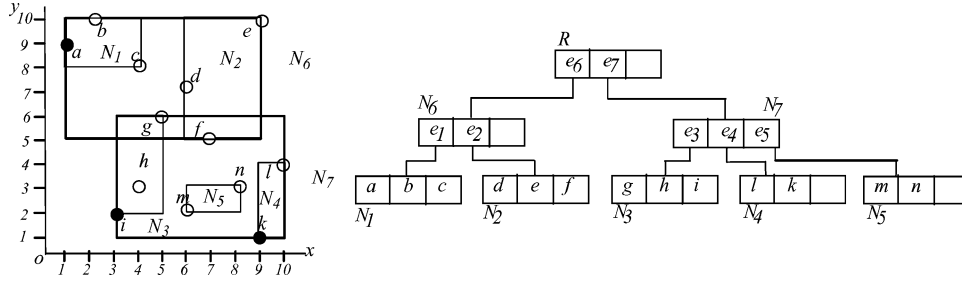 y
10
9
8
7
6
5
4
3
2
1
o
1 2 3 4 5 6 7 8 9 10
x
b
e
a
N1
c
N2
N6
d
g
f
h
l
n
N7
m
N5
N4
i
N3
k
R
e6 e7
N6
N7
e1 e2
e3 e4 e5
a b c
d e f
g h i
l k
m n
N1
N2
N3
N4
N5